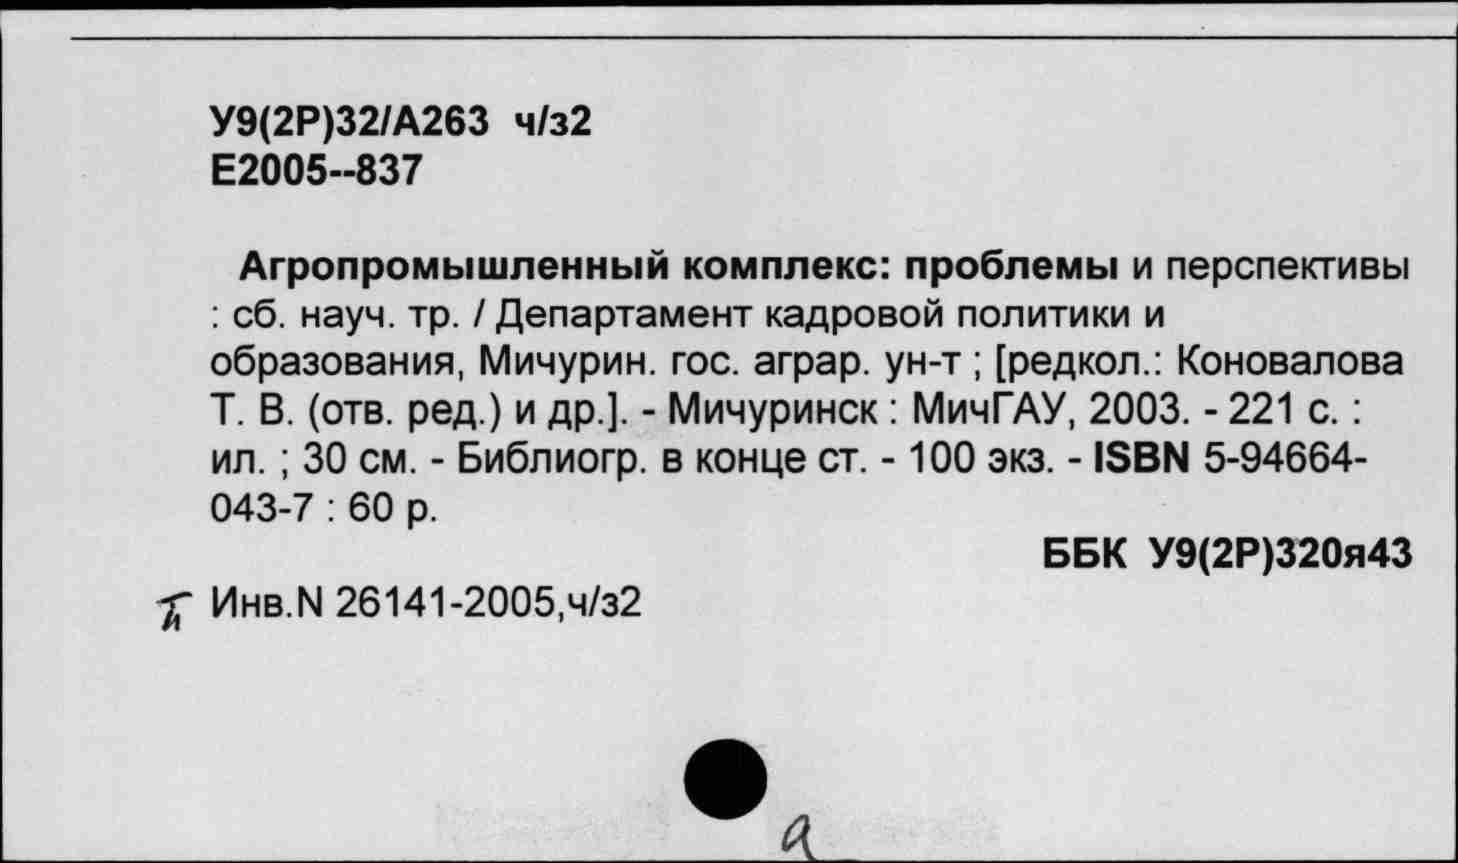 У9(2Р)32/А263 ч/з2
Е2005--837
Агропромышленный комплекс: проблемы и перспективы
: сб. науч. тр. / Департамент кадровой политики и
образования, Мичурин. гос. аграр. ун-т ; [редкол.: Коновалова
Т. В. (отв. ред.) и др.]. - Мичуринск : МичГАУ, 2003. - 221 с. :
ил. ; 30 см. - Библиогр. в конце ст. - 100 экз. - ISBN 5-94664-
043-7 : 60 р.
ББК У9(2Р)320я43
Инв.N 26141-2005,ч/з2
а